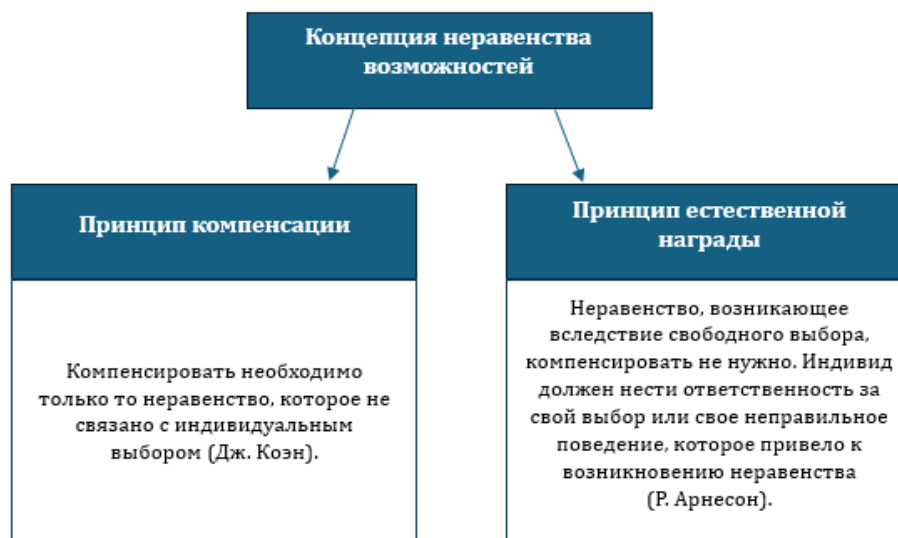 Концепция неравенства
возможностей
Принцип компенсации
Компенсировать необходимо
только то неравенство, которое не
связано с индивидуальным
выбором (Дж. Коэн).
Принцип естественной
награды
Неравенство, возникающее
вследствие свободного выбора,
компенсировать не нужно. Индивид
должен нести ответственность за
свой выбор или свое неправильное
поведение, которое привело к
возникновению неравенства
(Р. Арнесон).